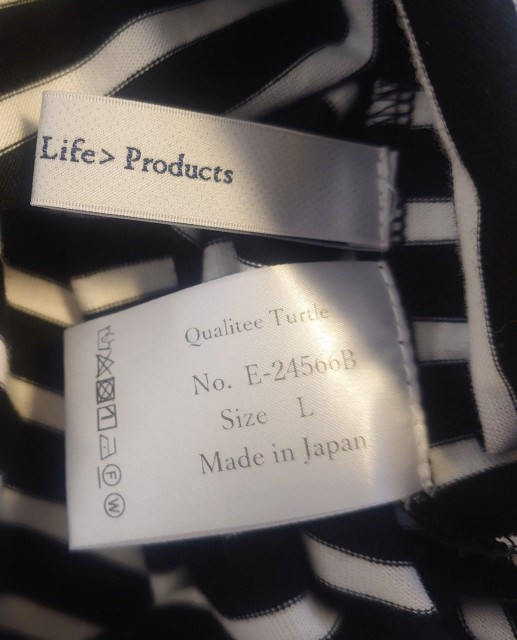 Life> Products
Qualitee Turtle
No. E-24566B
Size L
Made in Japan
F
W